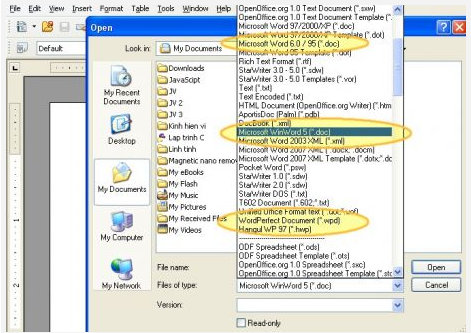 File Edit View Insert Format Table Tools Window Help
Default
Open
Look in: My Documents
My Recent Documents
Desktop
My Documents
My Computer
My Network
Downloads
JavaScipt
JV
JV 2
JV 3
Kinh hien vi
Lap trinh C
Linh tinh
Magnetic nano remov
My eBooks
My Flash
My Music
My Pictures
My Received Files
My Videos
OpenOffice.org 1.0 Text Document (*.sxw)
OpenOffice.org 1.0 Text Document Template (*.
Microsoft Word 97/2000/XP (*.doc)
Microsoft Word 97/2000/XP Template (*.dot)
Microsoft Word 6.0 / 95 (*.doc)
Microsoft Word 95 Template (*.dot)
Rich Text Format (*.rtf)
StarWriter 3.0 - 5.0 (*.sdw)
StarWriter 3.0 - 5.0 Templates (*.vor)
Text (*.txt)
Text Encoded (*.txt)
HTML Document (OpenOffice.org Writer) (*.htm
AportisDoc (Palm) (*.pdb)
DocBook (*.xml)
Microsoft WinWord 5 (*.doc)
Microsoft Word 2003 XML (*.xml)
Microsoft Word 2007 XML (*.docx; *.docm)
Microsoft Word 2007 XML Template (*.dotx;*.dc
Pocket Word (*.psw)
StarWriter 1.0 (*.sdw)
StarWriter 2.0 (*.sdw)
StarWriter DOS (*.txt)
T602 Document (*.602;*.txt)
Unified Office Format text (*.uot;*.uof)
WordPerfect Document (*.wpd)
Hangul WP 97 (*.hwp)
ODF Spreadsheet (*.ods)
ODF Spreadsheet Template (*.ots)
OpenOffice.org 1.0 Spreadsheet (*.sxc)
OpenOffice.org 1.0 Spreadsheet Template (*.stc
File name:
Open
Files of type: Microsoft WinWord 5 (*.doc)
Cancel
Version:
Read-only